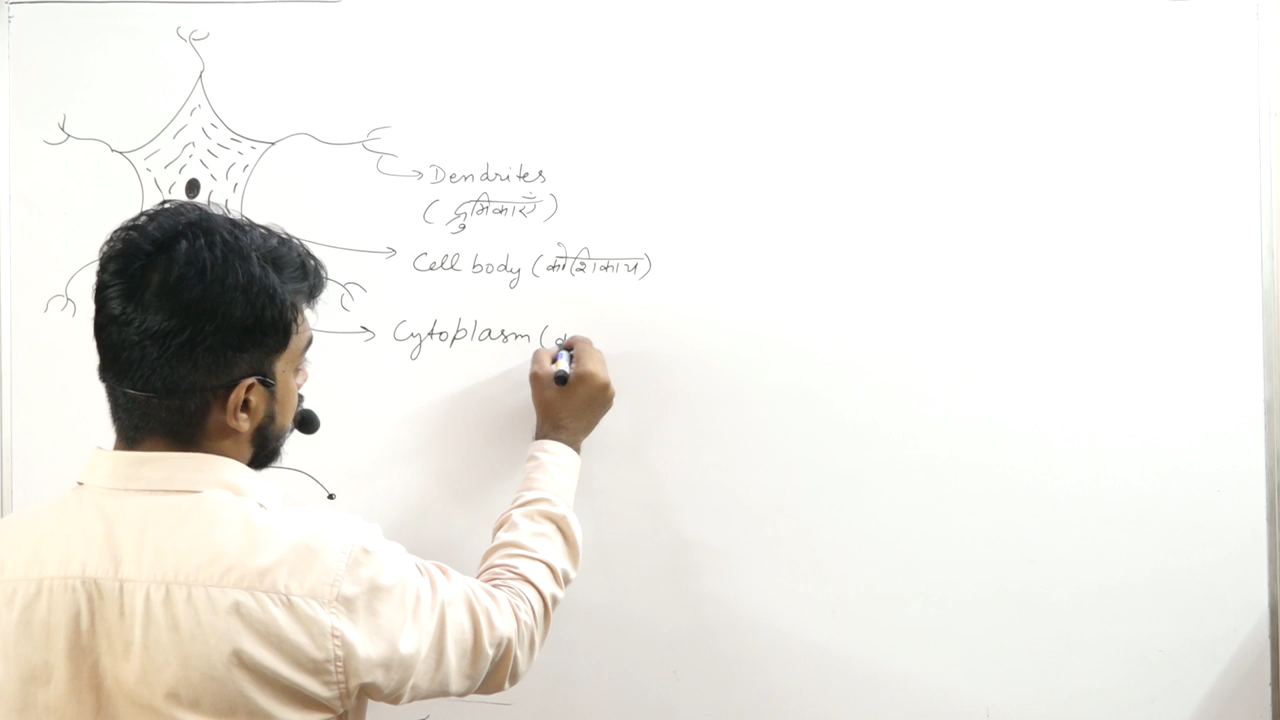 Dendrites
(द्रुमिकाएँ)
Cell body (कोशिकाय)
Cytoplasm (